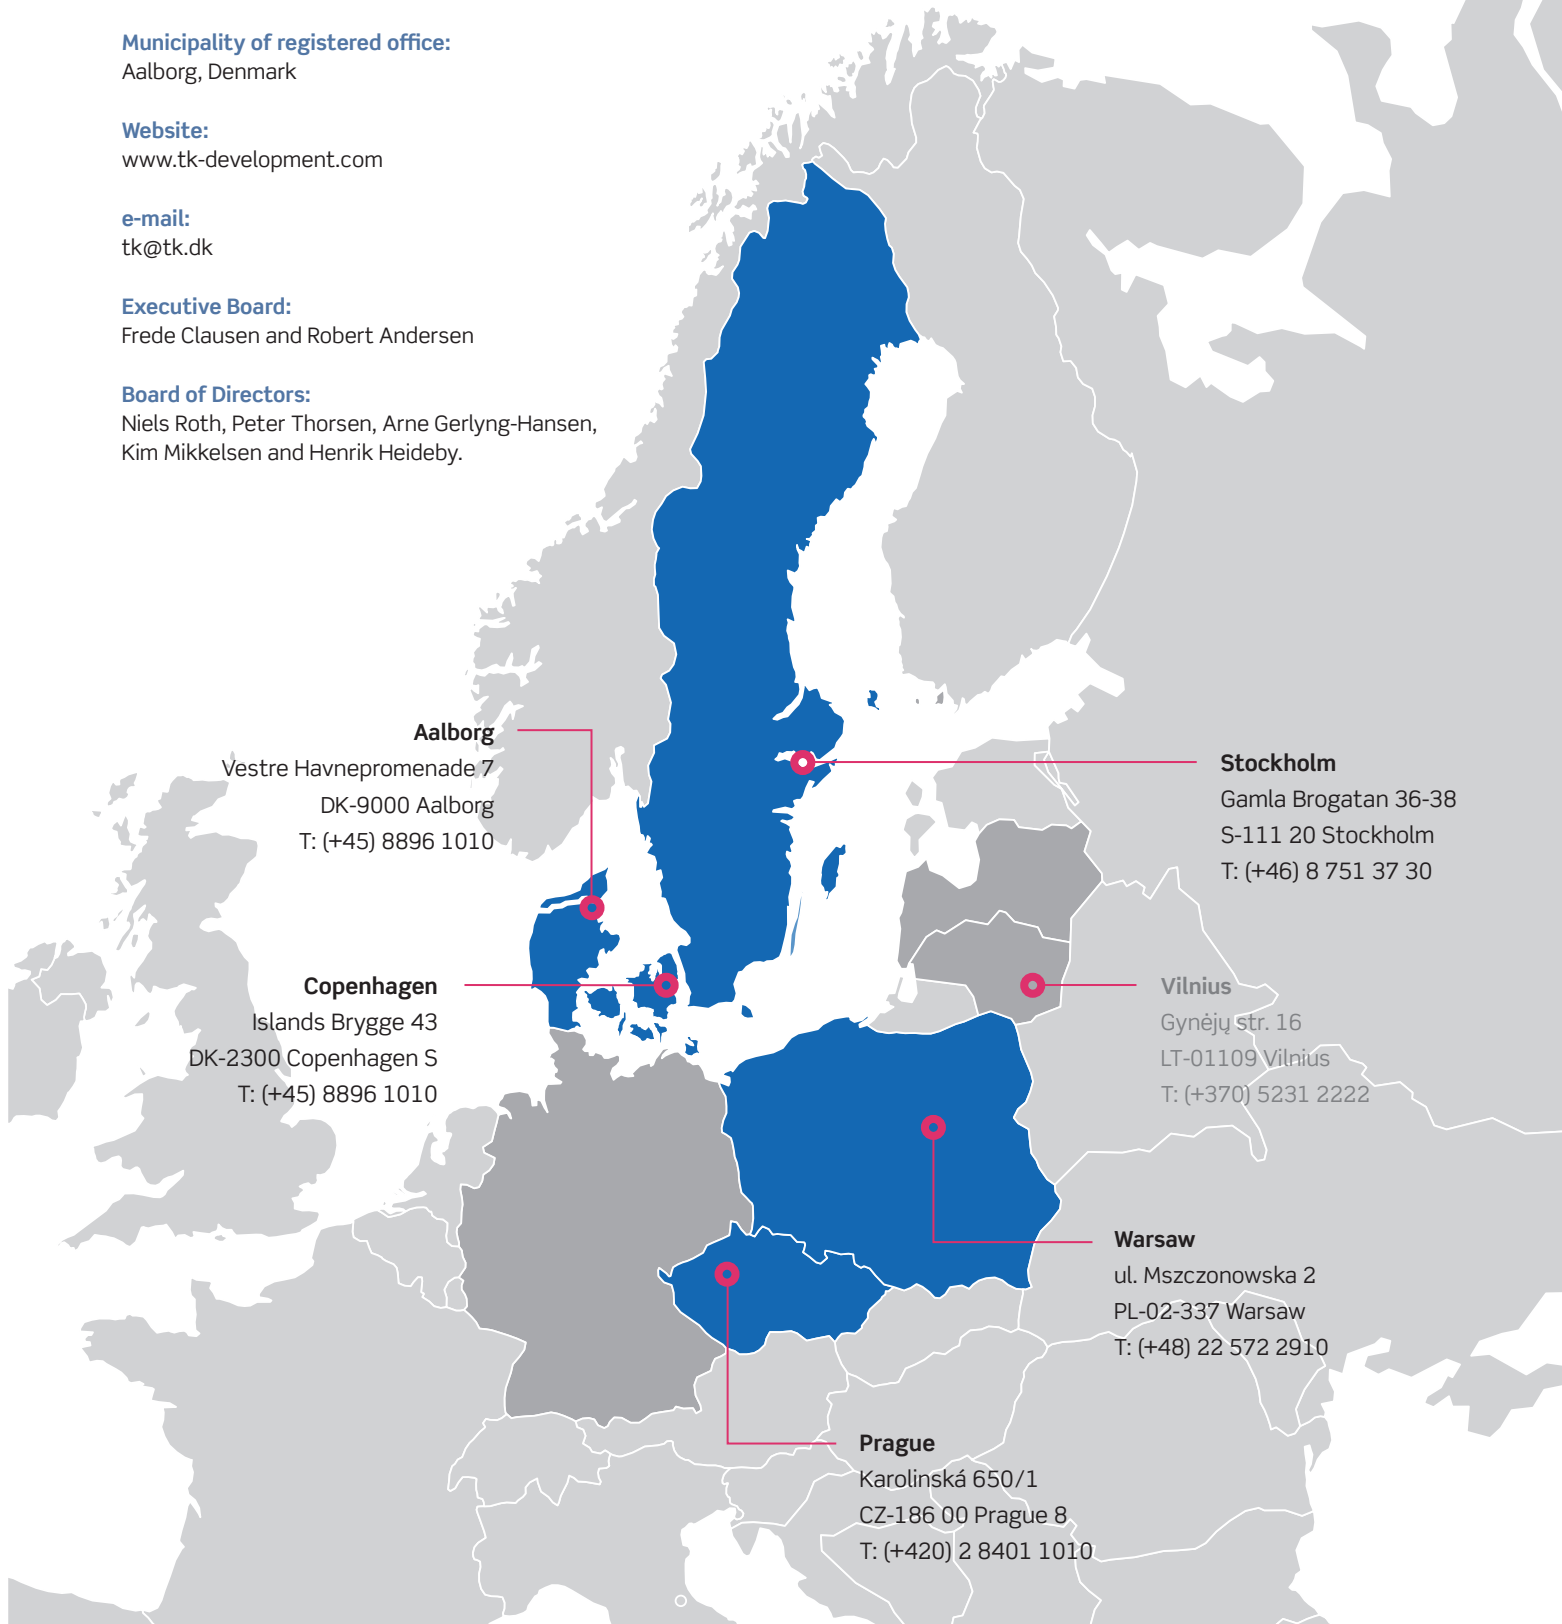 Municipality of registered office:
Aalborg, Denmark
Website:
www.tk-development.com
e-mail:
tk@tk.dk
Executive Board:
Frede Clausen and Robert Andersen
Board of Directors:
Niels Roth, Peter Thorsen, Arne Gerlyng-Hansen,
Kim Mikkelsen and Henrik Heideby.
Aalborg
Vestre Havnepromenade 7
DK-9000 Aalborg
T: (+45) 8896 1010
Stockholm
Gamla Brogatan 36-38
S-111 20 Stockholm
T: (+46) 8 751 37 30
Copenhagen
Islands Brygge 43
DK-2300 Copenhagen S
T: (+45) 8896 1010
Vilnius
Gynėjų str. 16
LT-01109 Vilnius
T: (+370) 5231 2222
Warsaw
ul. Mszczonowska 2
PL-02-337 Warsaw
T: (+48) 22 572 2910
Prague
Karolinská 650/1
CZ-186 00 Prague 8
T: (+420) 2 8401 1010